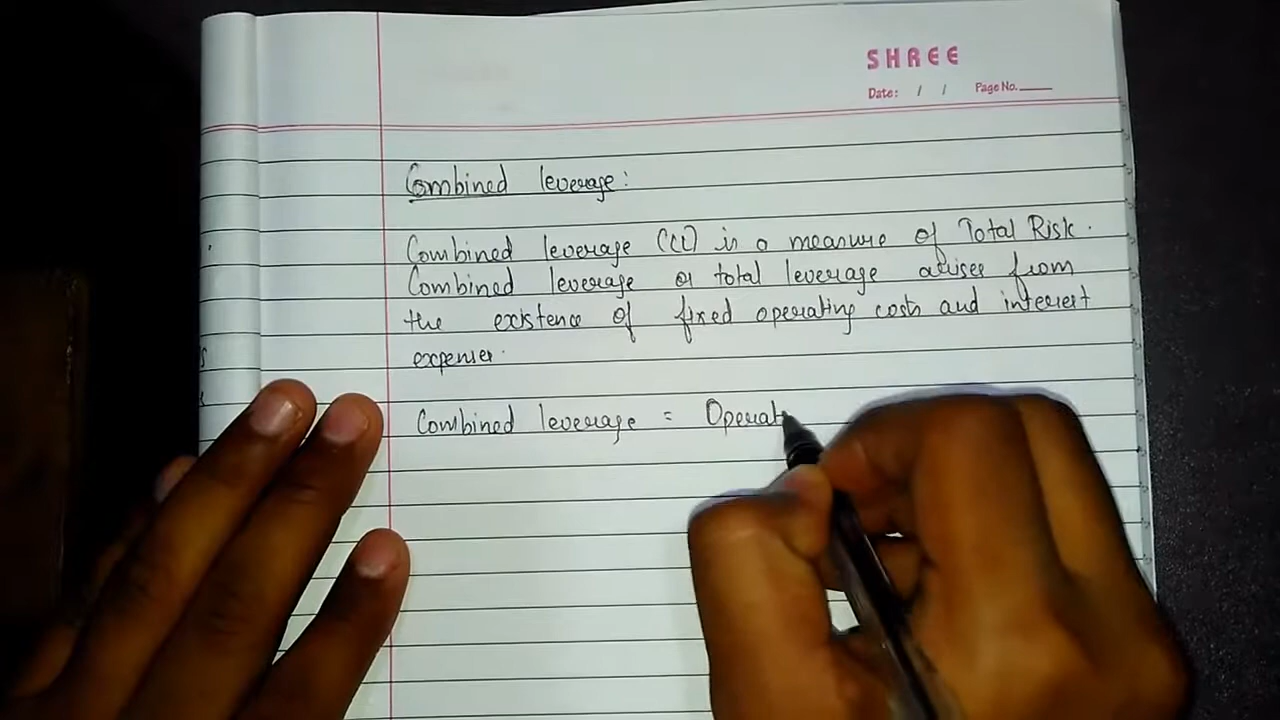 SHREE
Date: / / Page No.
Combined leverage:
Combined leverage (CL) is a measure of Total Risk.
Combined leverage or total leverage arises from
the existence of fixed operating costs and interest
expenses.
Combined leverage = Operat